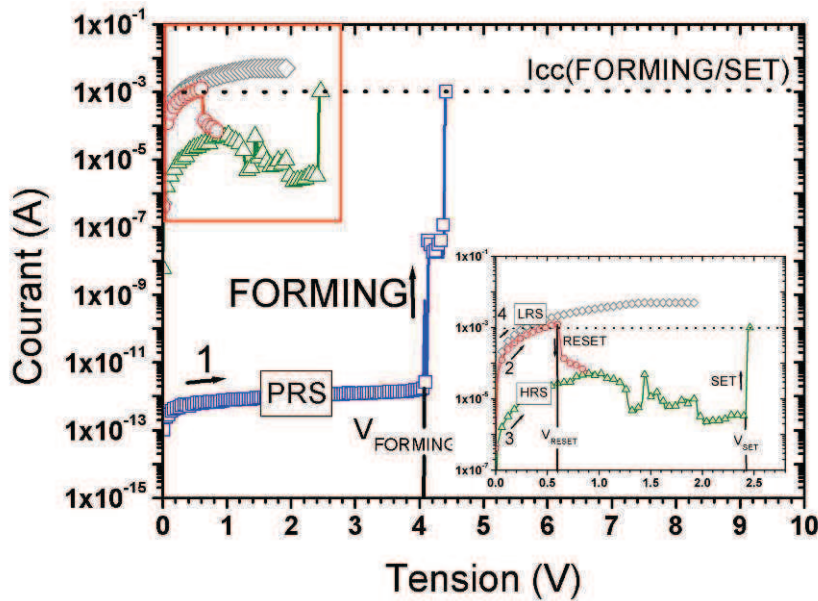 Courant (A)
1x10⁻¹
1x10⁻³
1x10⁻⁵
1x10⁻⁷
1x10⁻⁹
1x10⁻¹¹
1x10⁻¹³
1x10⁻¹⁵
Icc(FORMING/SET)
FORMING
1
PRS
V_FORMING
0 1 2 3 4 5 6 7 8 9 10
Tension (V)
1x10⁻¹
1x10⁻³
1x10⁻⁵
1x10⁻⁷
4 LRS
2
RESET
HRS
SET
3
V_RESET
V_SET
0.0 0.5 1.0 1.5 2.0 2.5